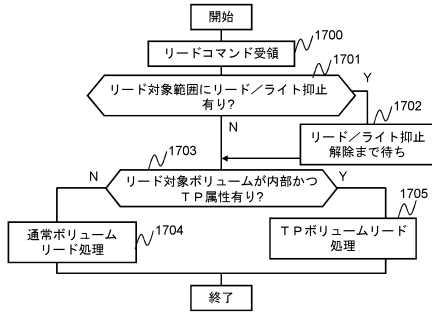 開始
1700
リードコマンド受領
1701
リード対象範囲にリード／ライト抑止
有り?
Y
N
1702
リード／ライト抑止
解除まで待ち
1703
リード対象ボリュームが内部かつ
ＴＰ属性有り?
N
Y
1704
通常ボリューム
リード処理
1705
ＴＰボリュームリード
処理
終了